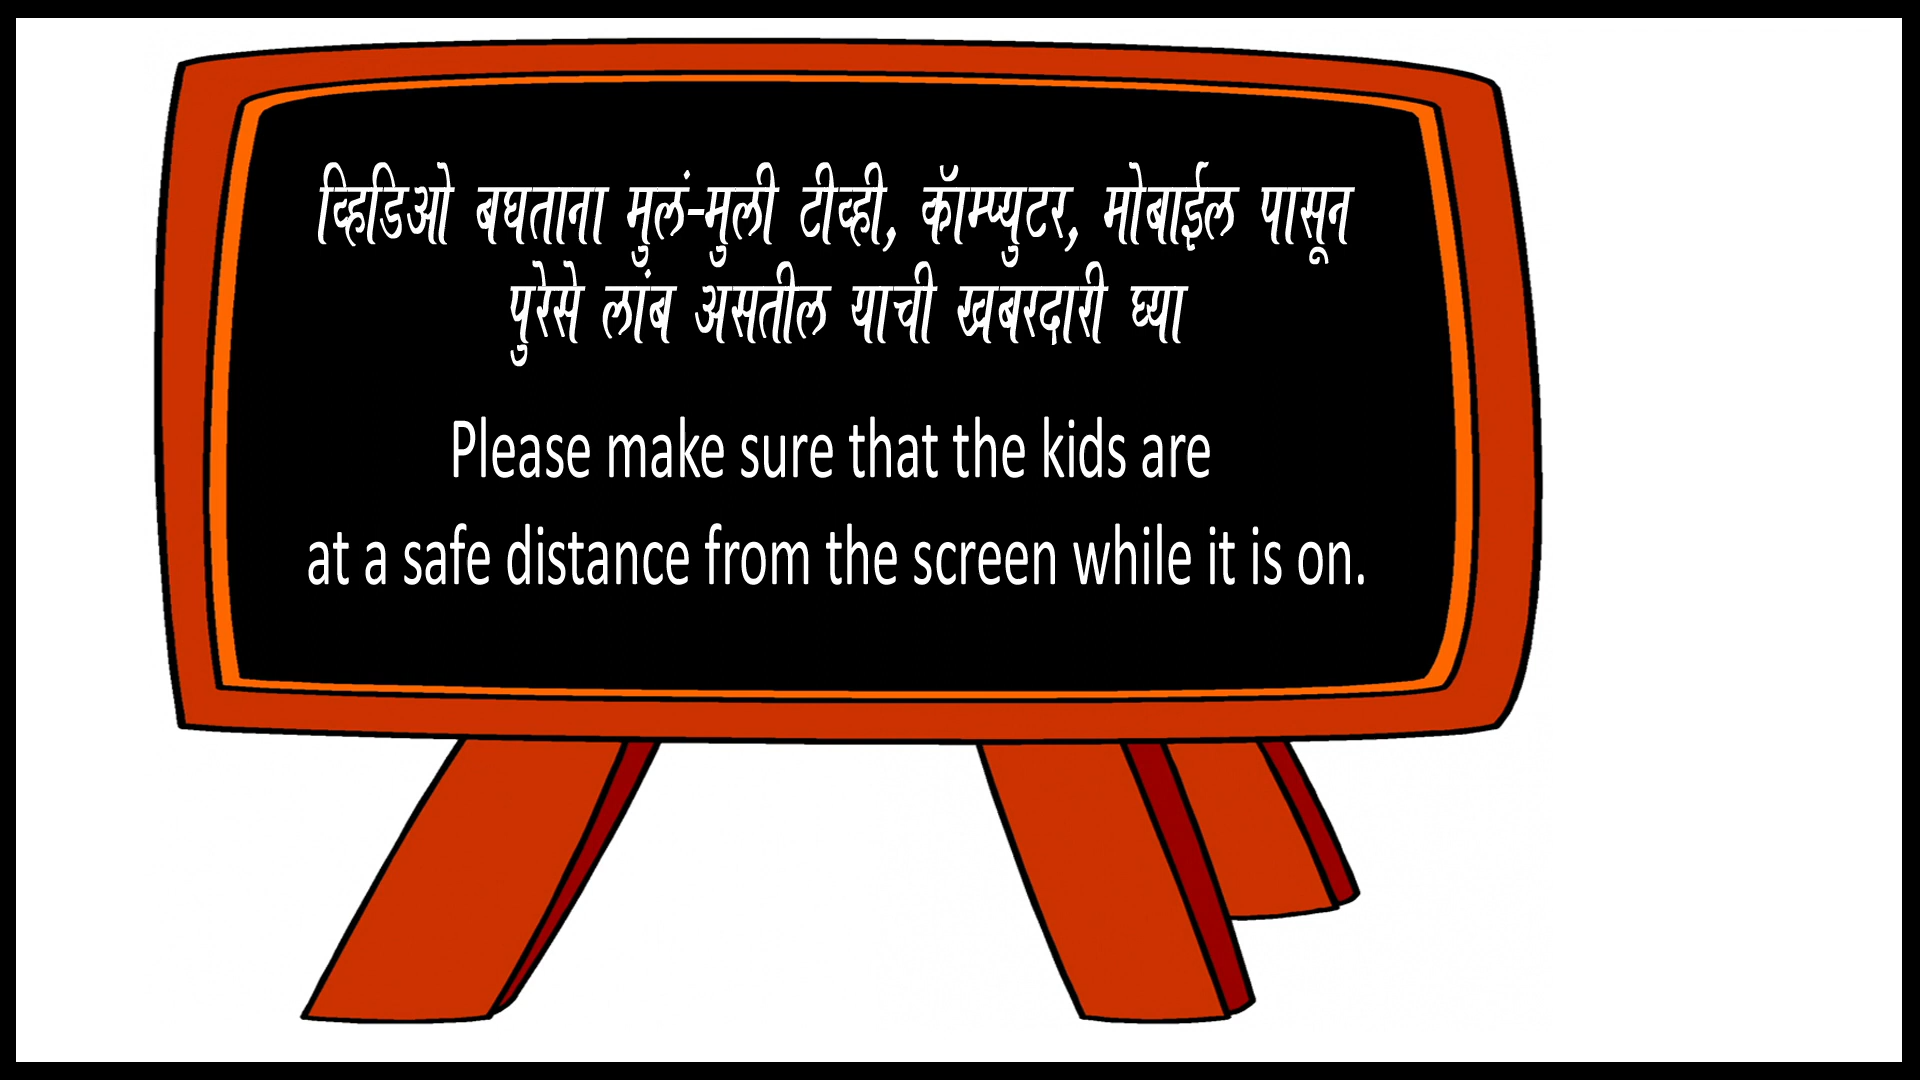 व्हिडिओ बघताना मुलं-मुली टीव्ही, कॉम्प्युटर, मोबाईल पासून
पुरेसे लांब असतील याची खबरदारी घ्या
Please make sure that the kids are
at a safe distance from the screen while it is on.